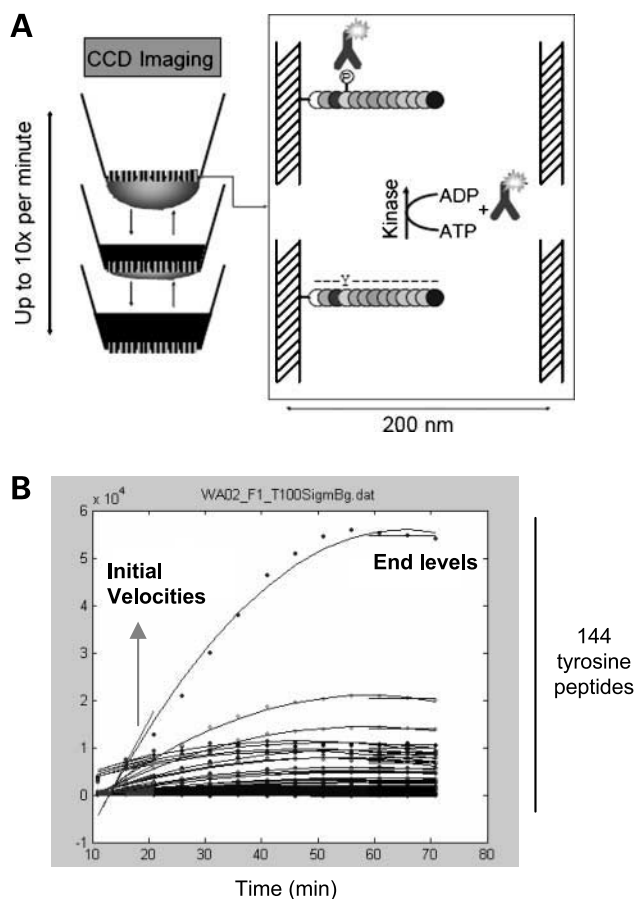 A
CCD Imaging
Up to 10x per minute
P
Kinase
ADP
+
ATP
Y
200 nm
B
x 10^4
WA02_F1_T100SigmBg.dat
6
5
4
3
2
1
0
-1
Initial
Velocities
End levels
10 20 30 40 50 60 70 80
Time (min)
144
tyrosine
peptides